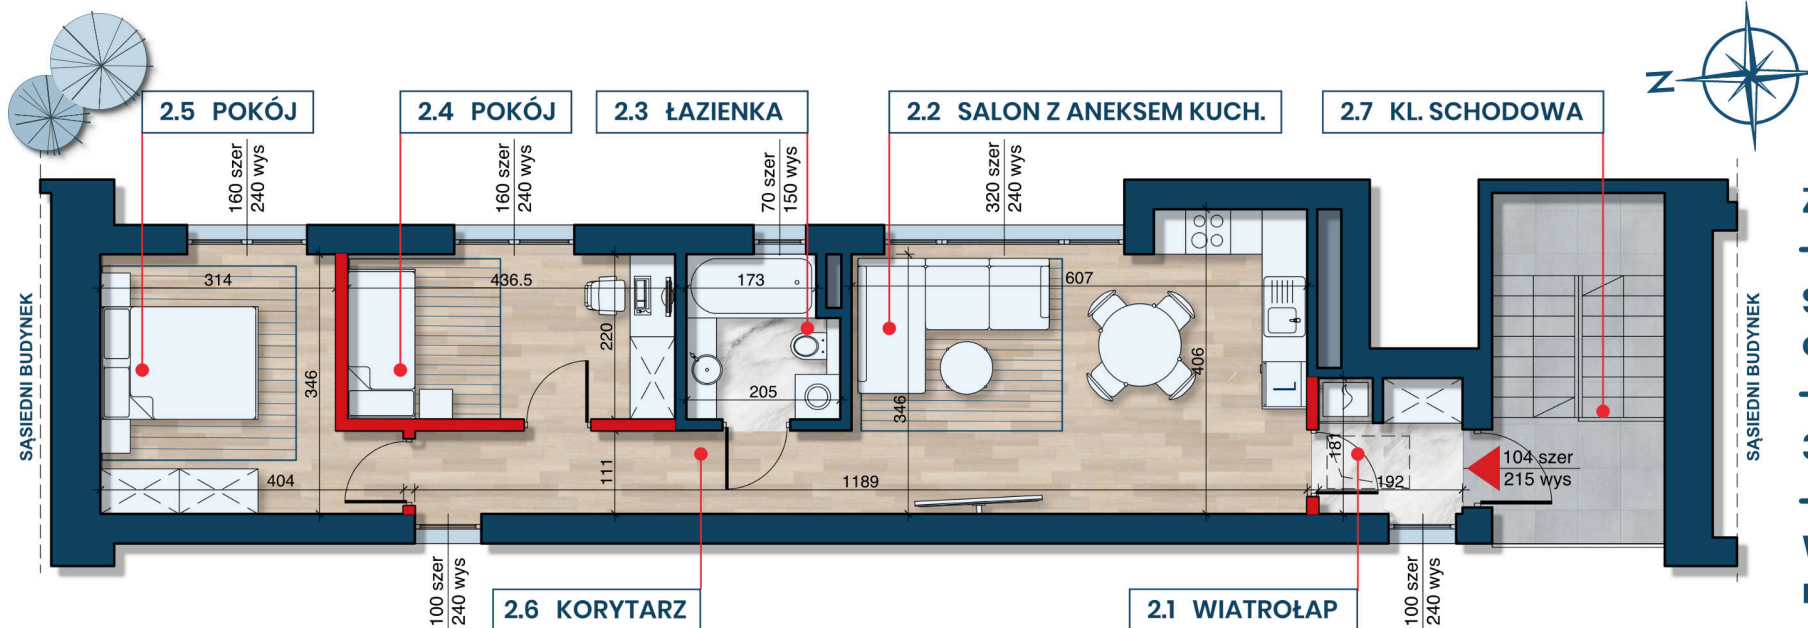 2.5 POKÓJ
2.4 POKÓJ
2.3 ŁAZIENKA
2.2 SALON Z ANEKSEM KUCH.
2.7 KL. SCHODOWA
Z
160 szer
240 wys
160 szer
240 wys
70 szer
150 wys
320 szer
240 wys
314
436.5
173
607
220
346
205
346
406
L
SĄSIEDNI BUDYNEK
SĄSIEDNI BUDYNEK
181
104 szer
215 wys
404
111
1189
192
100 szer
240 wys
100 szer
240 wys
2.6 KORYTARZ
2.1 WIATROŁAP